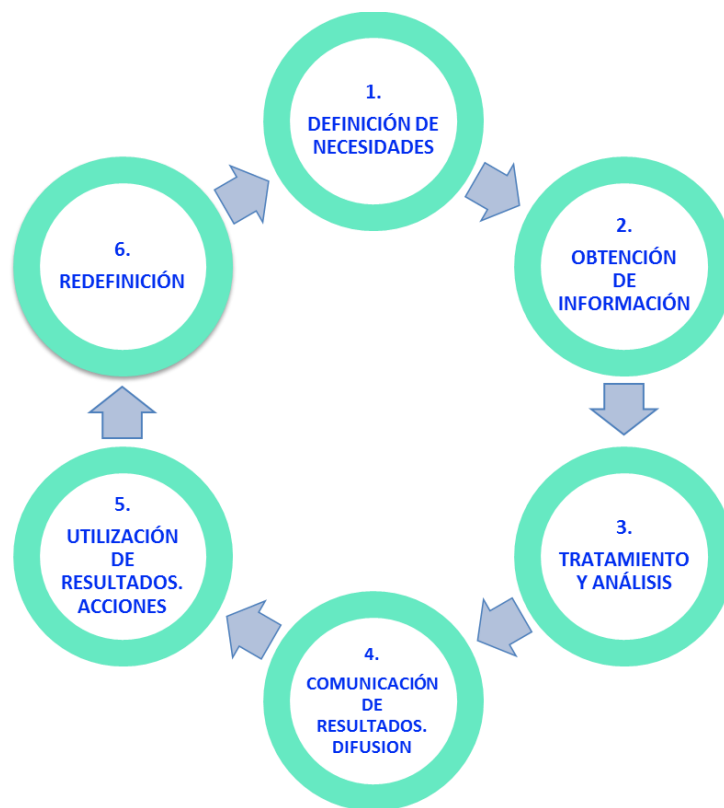 1.
DEFINICIÓN DE
NECESIDADES
2.
OBTENCIÓN
DE
INFORMACIÓN
3.
TRATAMIENTO
Y ANÁLISIS
4.
COMUNICACIÓN
DE
RESULTADOS.
DIFUSION
5.
UTILIZACIÓN
DE
RESULTADOS.
ACCIONES
6.
REDEFINICIÓN